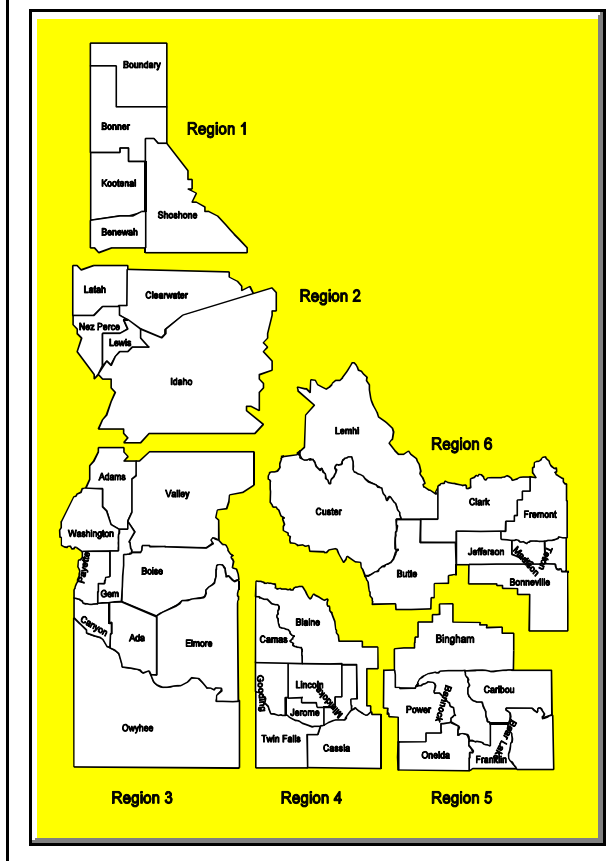 Boundary
Bonner
Region 1
Kootenai
Shoshone
Benewah
Latah
Clearwater
Region 2
Nez Perce
Lewis
Idaho
Lemhi
Region 6
Adams
Valley
Clark
Custer
Fremont
Washington
Jefferson
Madison
Teton
Payette
Boise
Butte
Bonneville
Gem
Canyon
Ada
Elmore
Blaine
Camas
Bingham
Gooding
Lincoln
Minidoka
Jerome
Power
Bannock
Caribou
Owyhee
Twin Falls
Cassia
Oneida
Franklin
Bear Lake
Region 3
Region 4
Region 5